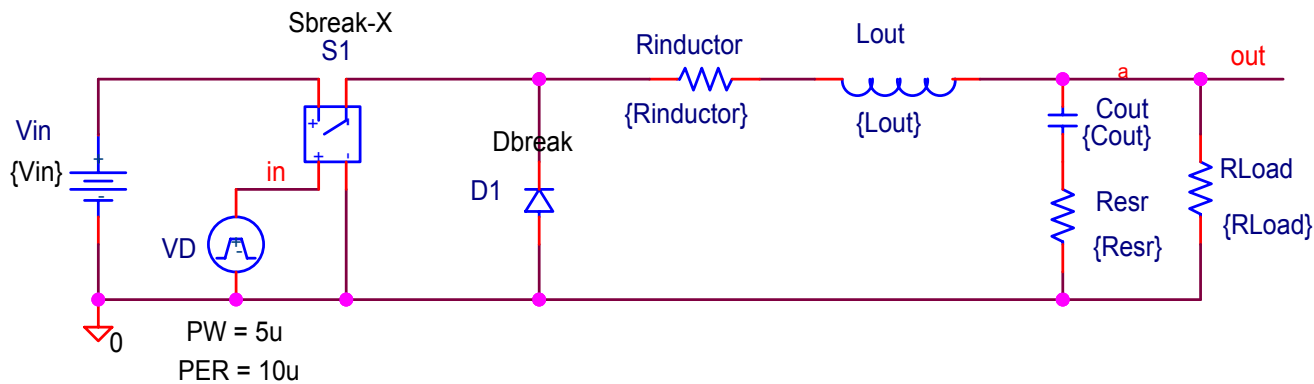 Sbreak-X
S1
Rinductor
Lout
a
out
Vin
{Vin}
+
-
+
-
+
-
in
Dbreak
D1
{Rinductor}
{Lout}
Cout
{Cout}
RLoad
{RLoad}
Resr
{Resr}
VD
+
-
0
PW = 5u
PER = 10u